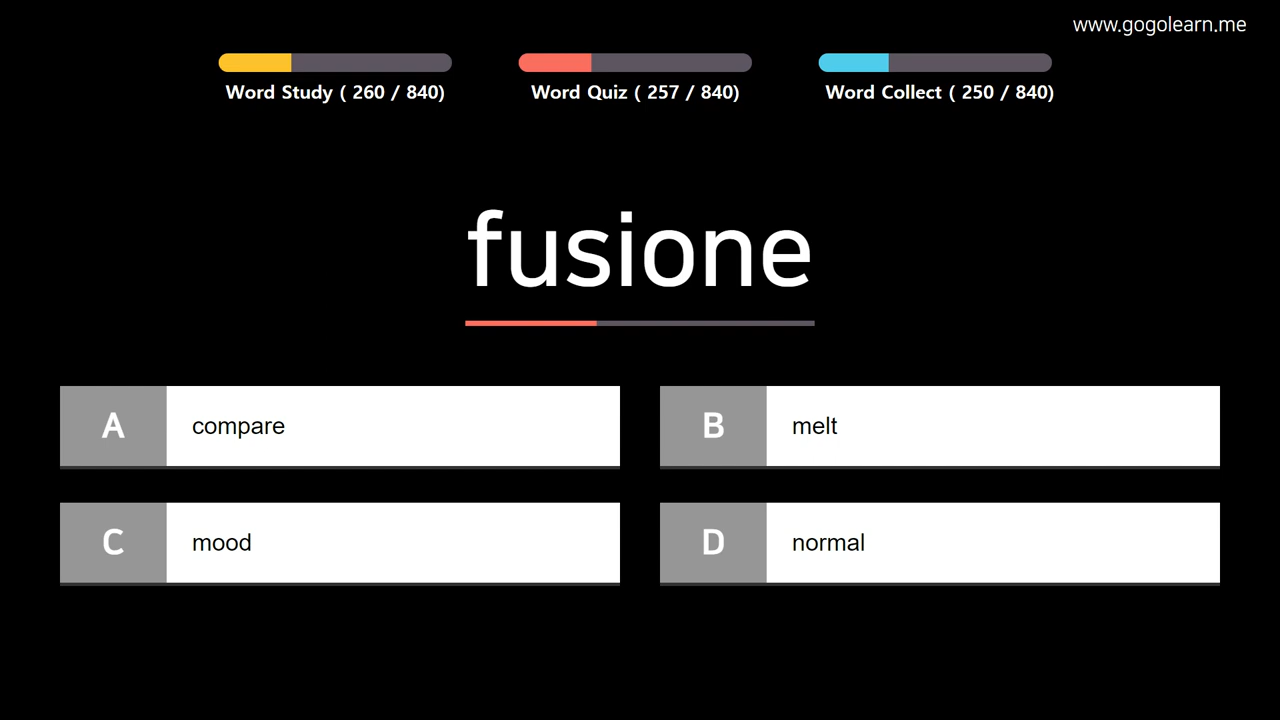 www.gogolearn.me
Word Study ( 260 / 840)
Word Quiz ( 257 / 840)
Word Collect ( 250 / 840)
fusione
A compare
B melt
C mood
D normal